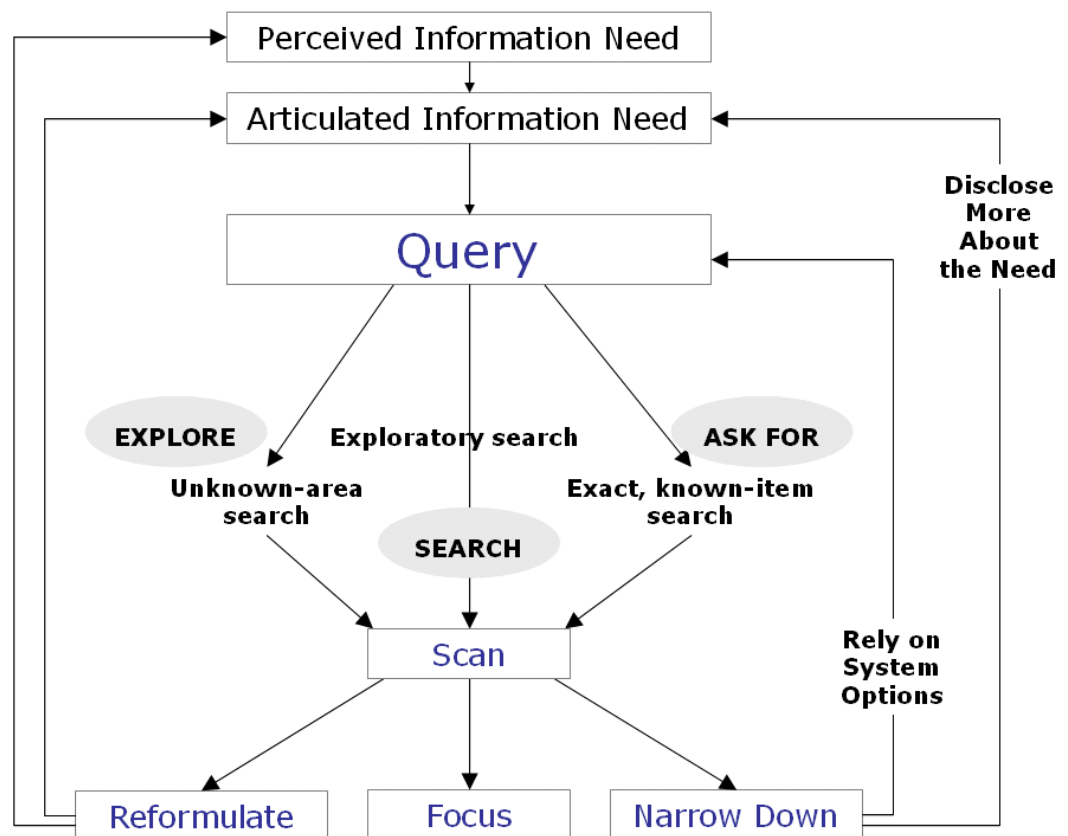 Perceived Information Need
Articulated Information Need
Disclose
More
About
the Need
Query
EXPLORE
Exploratory search
ASK FOR
Unknown-area
search
Exact, known-item
search
SEARCH
Scan
Rely on
System
Options
Reformulate
Focus
Narrow Down